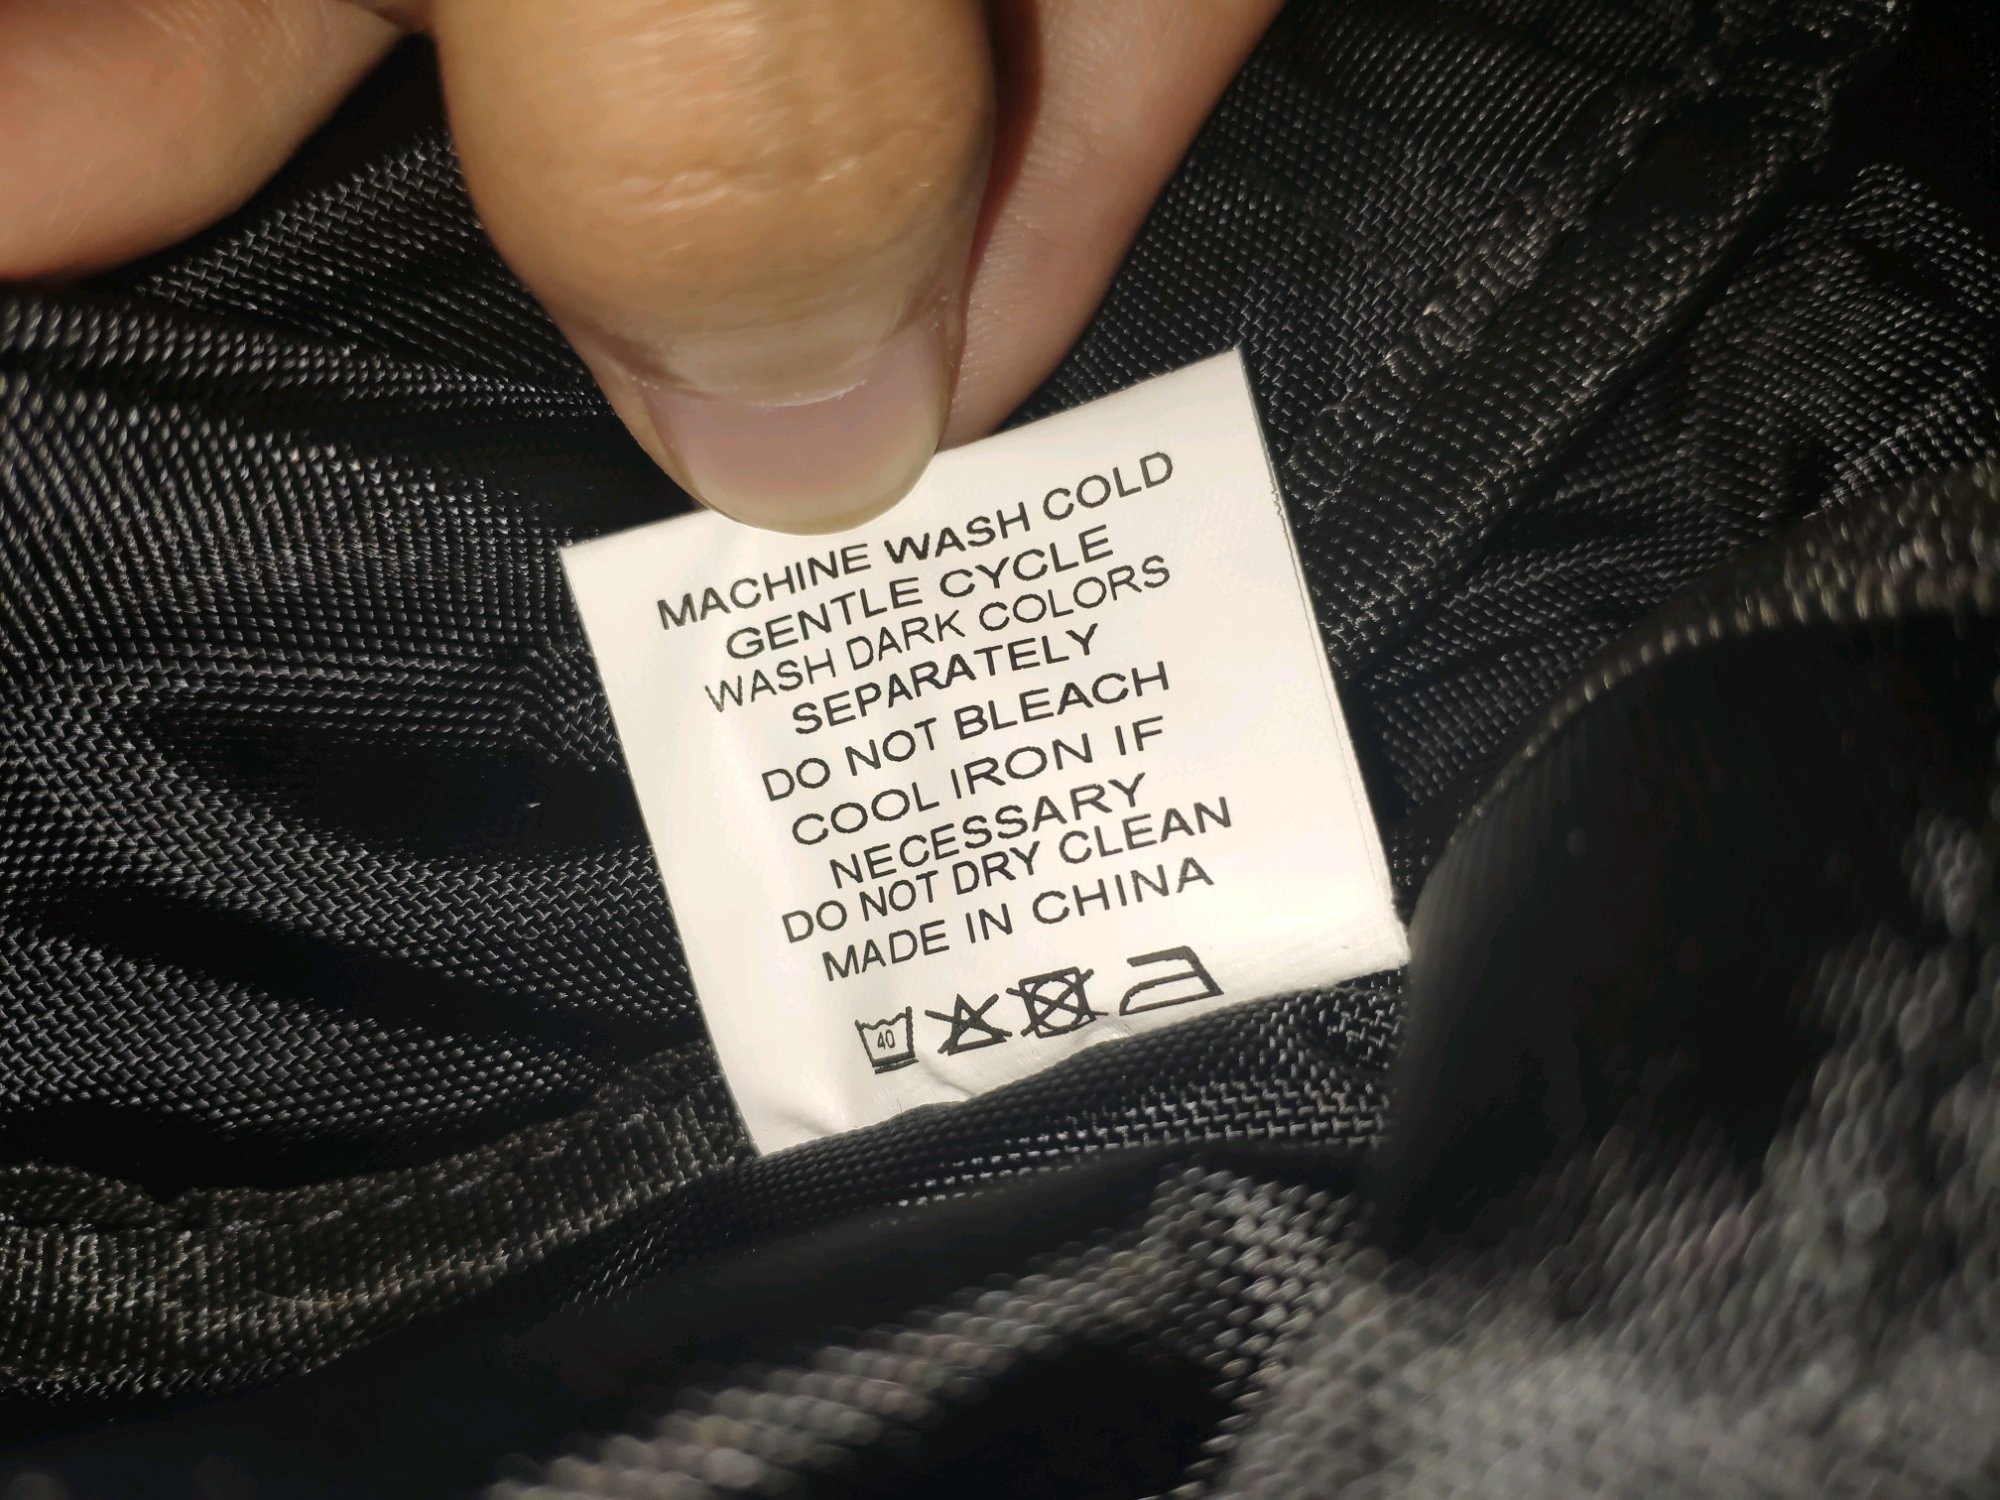 MACHINE WASH COLD
GENTLE CYCLE
WASH DARK COLORS
SEPARATELY
DO NOT BLEACH
COOL IRON IF
NECESSARY
DO NOT DRY CLEAN
MADE IN CHINA
40